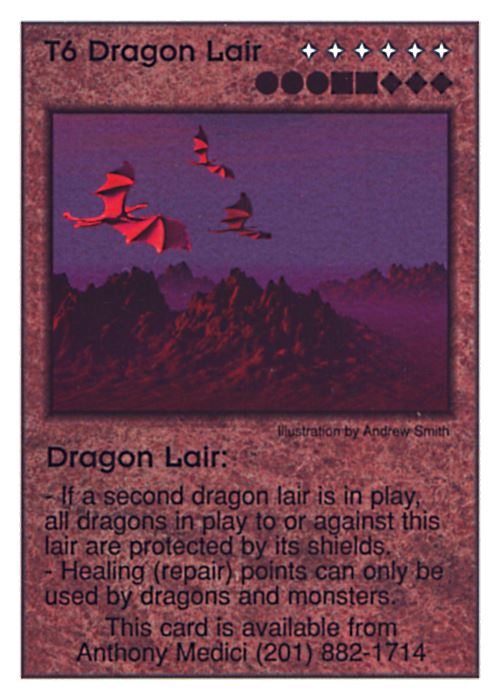 T6 Dragon Lair
Illustration by Andrew Smith
Dragon Lair:
- If a second dragon lair is in play,
all dragons in play to or against this
lair are protected by its shields.
- Healing (repair) points can only be
used by dragons and monsters.
This card is available from
Anthony Medici (201) 882-1714